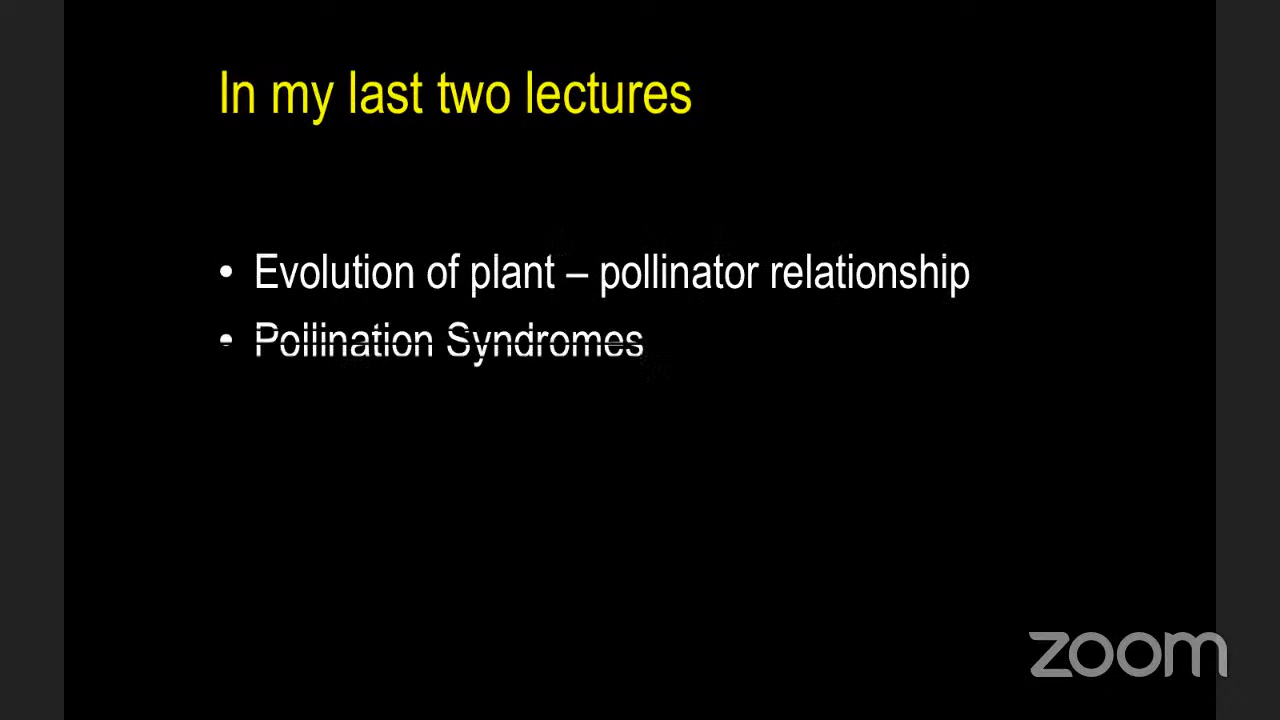 In my last two lectures
• Evolution of plant – pollinator relationship
• Pollination Syndromes
zoom